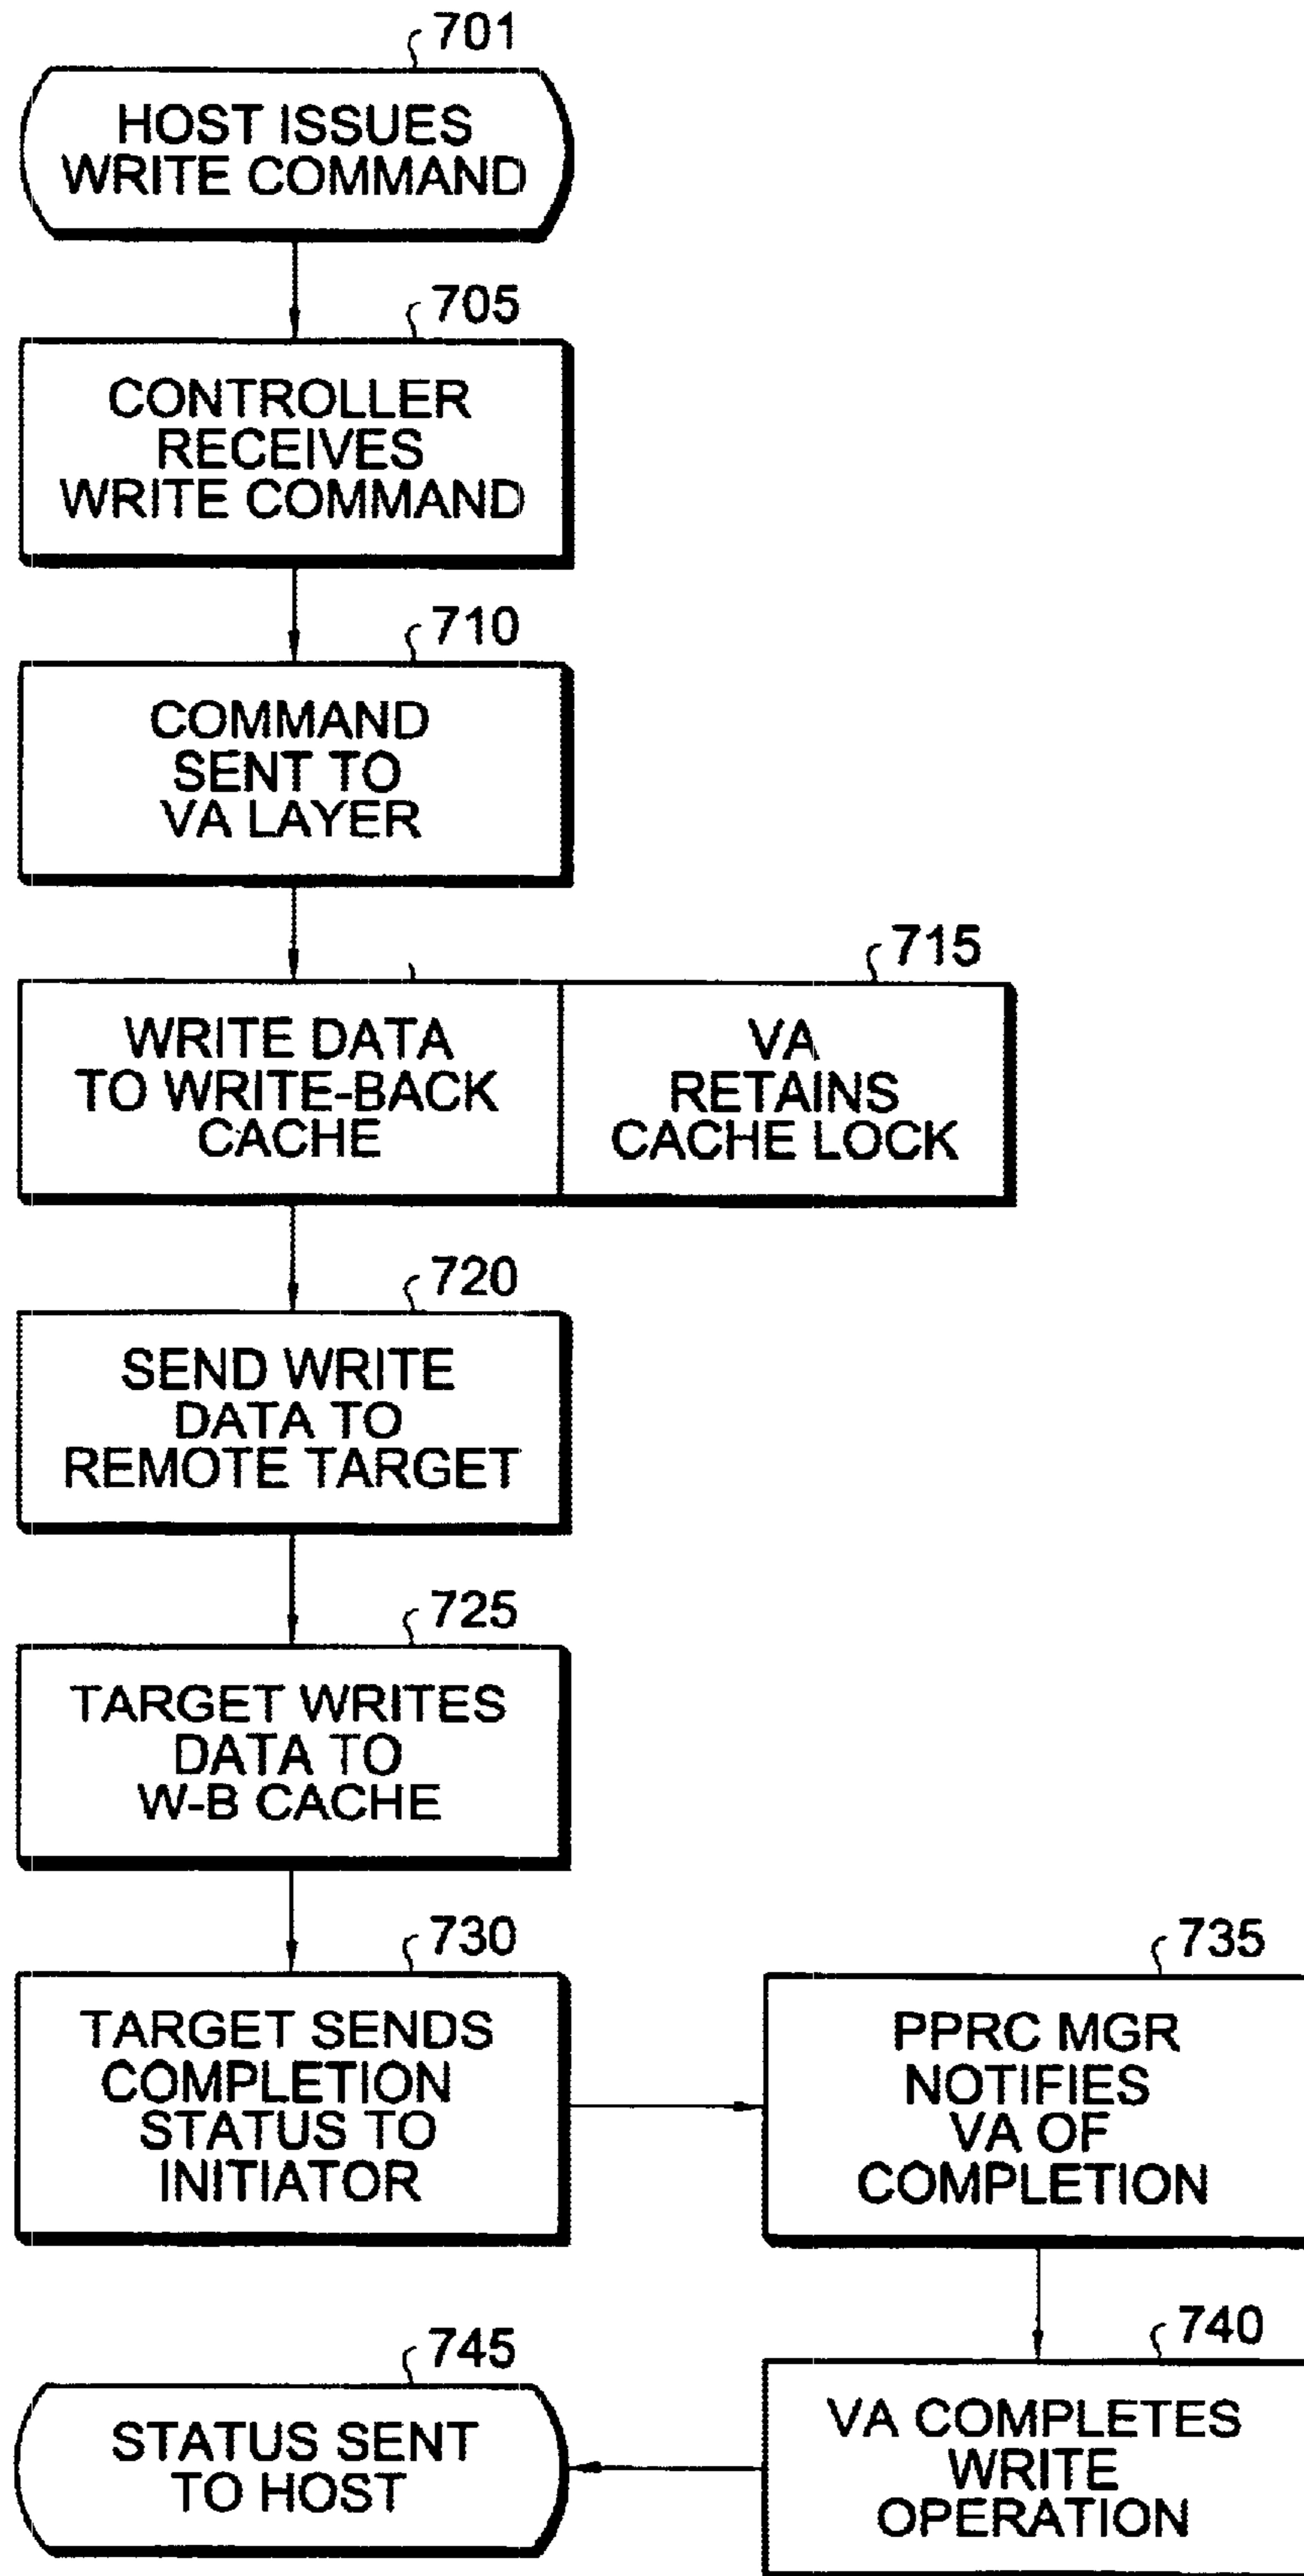 701
HOST ISSUES
WRITE COMMAND
705
CONTROLLER
RECEIVES
WRITE COMMAND
710
COMMAND
SENT TO
VA LAYER
WRITE DATA
TO WRITE-BACK
CACHE
715
VA
RETAINS
CACHE LOCK
720
SEND WRITE
DATA TO
REMOTE TARGET
725
TARGET WRITES
DATA TO
W-B CACHE
730
TARGET SENDS
COMPLETION
STATUS TO
INITIATOR
735
PPRC MGR
NOTIFIES
VA OF
COMPLETION
740
VA COMPLETES
WRITE
OPERATION
745
STATUS SENT
TO HOST